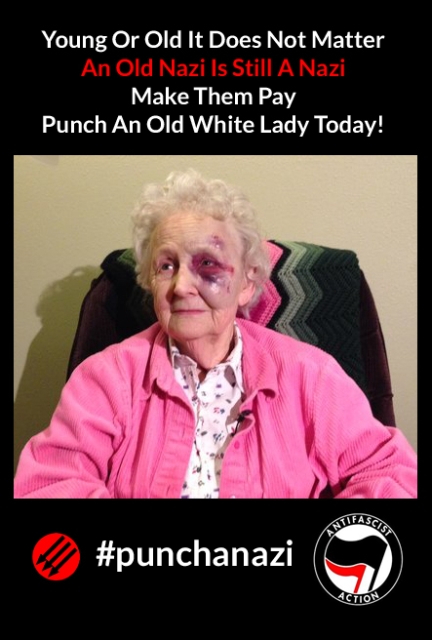 Young Or Old It Does Not Matter
An Old Nazi Is Still A Nazi
Make Them Pay
Punch An Old White Lady Today!
#punchanazi
ANTIFASCIST
ACTION